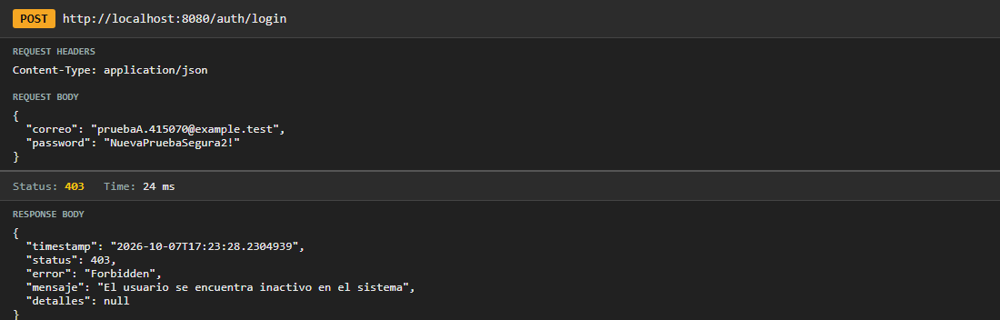 POST http://localhost:8080/auth/login
REQUEST HEADERS
Content-Type: application/json
REQUEST BODY
{
  "correo": "pruebaA.415070@example.test",
  "password": "NuevaPruebaSegura2!"
}
Status: 403 Time: 24 ms
RESPONSE BODY
{
  "timestamp": "2026-10-07T17:23:28.2304939",
  "status": 403,
  "error": "Forbidden",
  "mensaje": "El usuario se encuentra inactivo en el sistema",
  "detalles": null
}